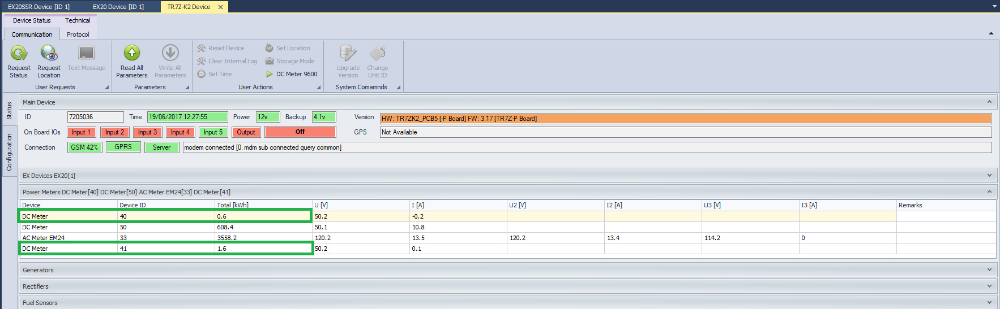 EX20SSR Device [ID 1] EX20 Device [ID 1] TR7Z-K2 Device
Device Status Technical
Communication Protocol
Request Status Request Location Text Message Read All Parameters Write All Parameters Reset Device Set Location Upgrade Version Change Unit ID
Clear Internal Log Storage Mode
Set Time DC Meter 9600
User Requests Parameters User Actions System Comamnds
Status
Configuration
Main Device
ID 7205036 Time 19/06/2017 12:27:55 Power 12v Backup 4.1v Version HW: TR7ZK2_PCB5 [-P Board] FW: 3.17 [TR7Z-P Board]
On Board IOs Input 1 Input 2 Input 3 Input 4 Input 5 Output Off GPS Not Available
Connection GSM 42% GPRS Server modem connected [0. mdm sub connected query common]
EX Devices EX20[1]
Power Meters DC Meter[40] DC Meter[50] AC Meter EM24[33] DC Meter[41]
Device Device ID Total [kWh] U [V] I [A] U2 [V] I2 [A] U3 [V] I3 [A] Remarks
DC Meter 40 0.6 50.2 -0.2
DC Meter 50 608.4 50.1 10.8
AC Meter EM24 33 3558.2 120.2 13.5 120.2 13.4 114.2 0
DC Meter 41 1.6 50.2 0.1
Generators
Rectifiers
Fuel Sensors